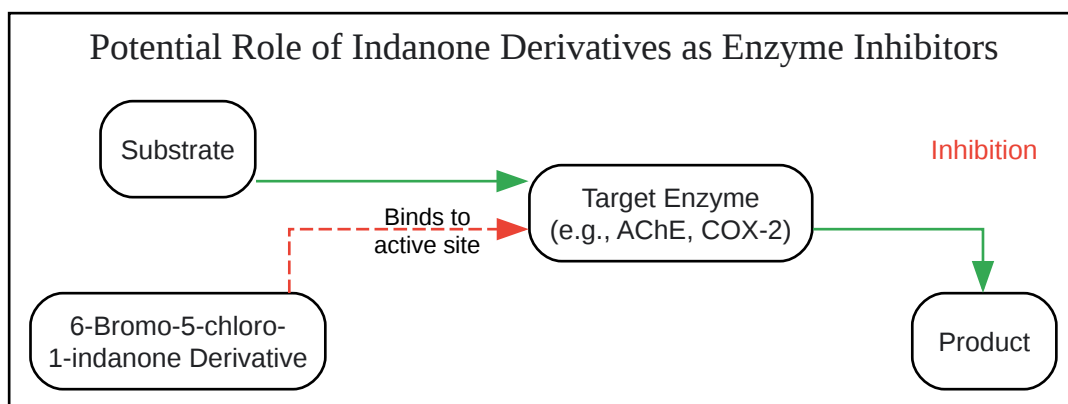 Potential Role of Indanone Derivatives as Enzyme Inhibitors
Substrate
Inhibition
Target Enzyme
(e.g., AChE, COX-2)
Binds to
active site
6-Bromo-5-chloro-
1-indanone Derivative
Product